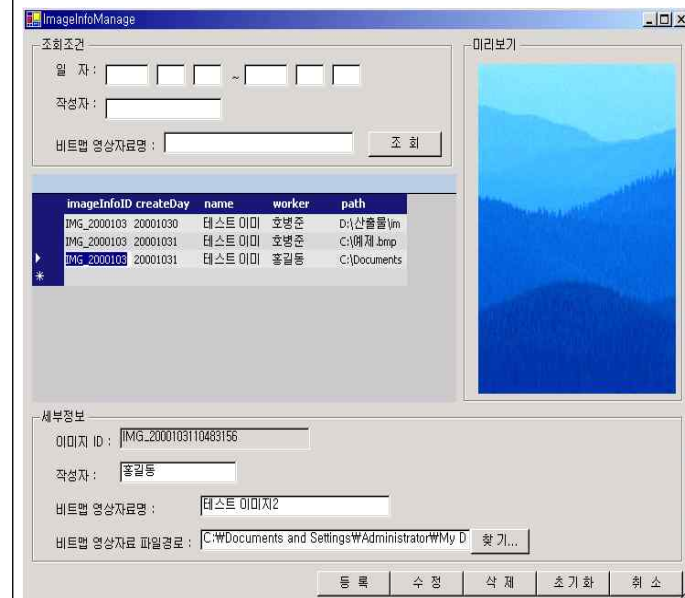 ImageInfoManage
조회조건
일 자 : ~
작성자 :
비트맵 영상자료명 : 조 회
미리보기
imageInfoID createDay name worker path
IMG_2000103 20001030 테스트 이미 호병준 D:\산출물\im
IMG_2000103 20001031 테스트 이미 호병준 C:\예제.bmp
IMG_2000103 20001031 테스트 이미 홍길동 C:\Documents
세부정보
이미지 ID : IMG_2000103110483156
작성자 : 홍길동
비트맵 영상자료명 : 테스트 이미지2
비트맵 영상자료 파일경로 : C:₩Documents and Settings₩Administrator₩My D 찾 기...
등 록 수 정 삭 제 초 기 화 취 소